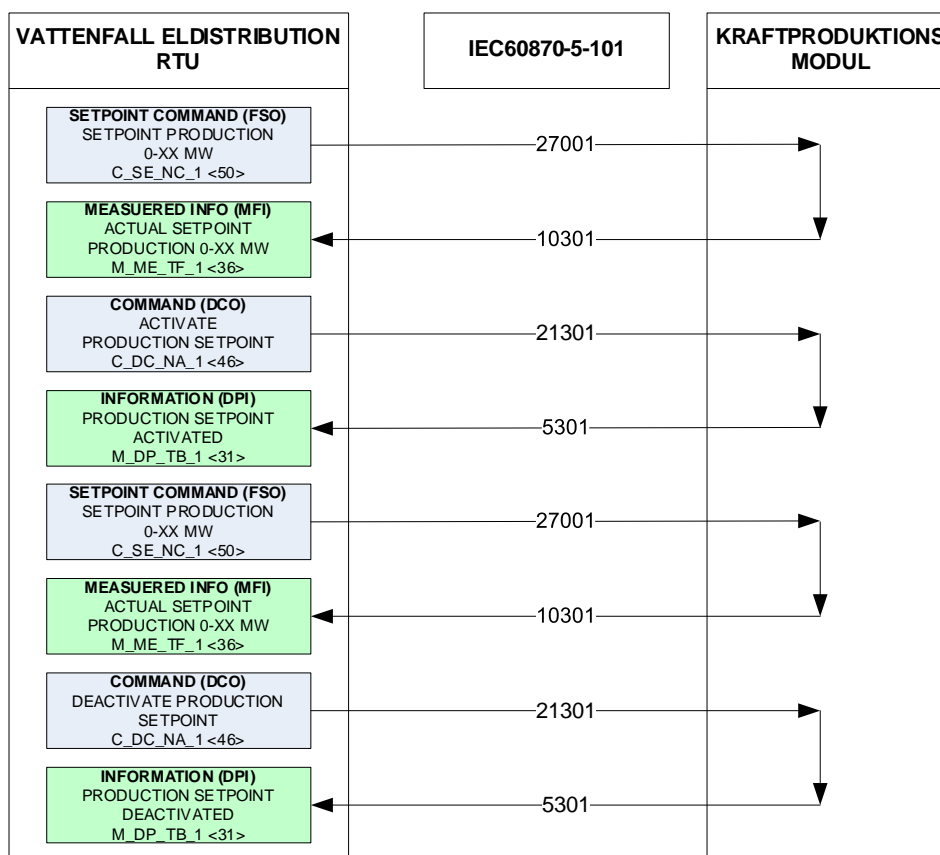 VATTENFALL ELDISTRIBUTION
RTU
IEC60870-5-101
KRAFTPRODUKTIONS
MODUL
SETPOINT COMMAND (FSO)
SETPOINT PRODUCTION
0-XX MW
C_SE_NC_1 <50>
27001
MEASUERED INFO (MFI)
ACTUAL SETPOINT
PRODUCTION 0-XX MW
M_ME_TF_1 <36>
10301
COMMAND (DCO)
ACTIVATE
PRODUCTION SETPOINT
C_DC_NA_1 <46>
21301
INFORMATION (DPI)
PRODUCTION SETPOINT
ACTIVATED
M_DP_TB_1 <31>
5301
SETPOINT COMMAND (FSO)
SETPOINT PRODUCTION
0-XX MW
C_SE_NC_1 <50>
27001
MEASUERED INFO (MFI)
ACTUAL SETPOINT
PRODUCTION 0-XX MW
M_ME_TF_1 <36>
10301
COMMAND (DCO)
DEACTIVATE PRODUCTION
SETPOINT
C_DC_NA_1 <46>
21301
INFORMATION (DPI)
PRODUCTION SETPOINT
DEACTIVATED
M_DP_TB_1 <31>
5301